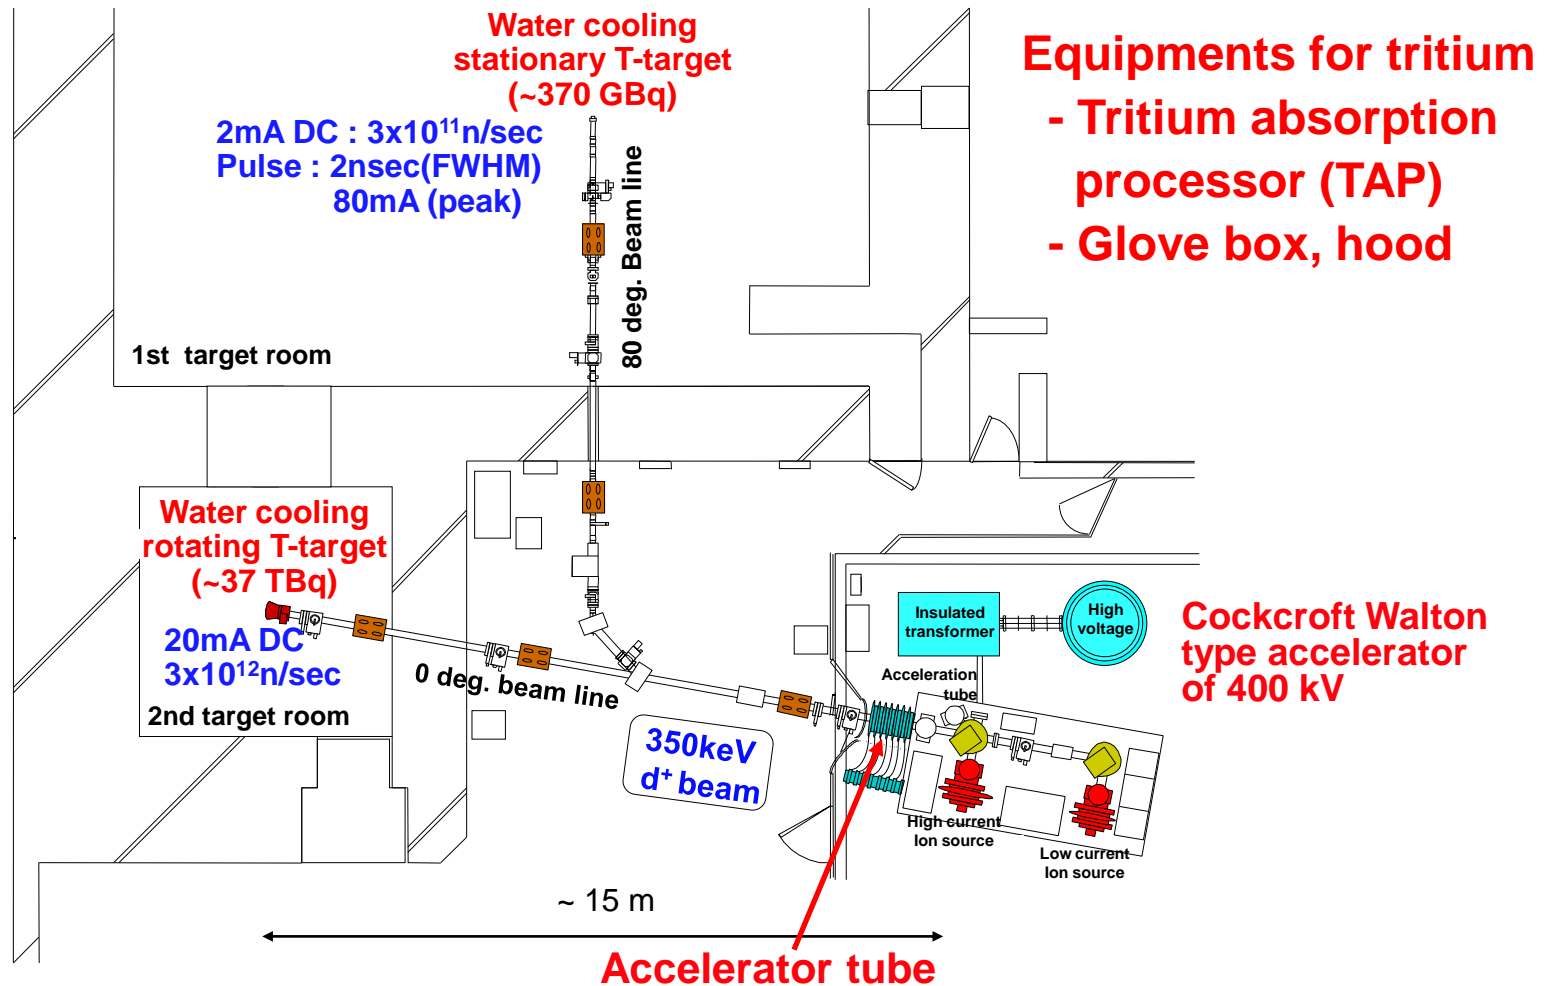 Water cooling
stationary T-target
(~370 GBq)
2mA DC : 3x10¹¹n/sec
Pulse : 2nsec(FWHM)
80mA (peak)
80 deg. Beam line
Equipments for tritium
- Tritium absorption
processor (TAP)
- Glove box, hood
1st target room
Water cooling
rotating T-target
(~37 TBq)
20mA DC
3x10¹²n/sec
2nd target room
0 deg. beam line
350keV
d⁺ beam
Insulated
transformer
High
voltage
Acceleration
tube
Cockcroft Walton
type accelerator
of 400 kV
High current
Ion source
Low current
Ion source
~ 15 m
Accelerator tube